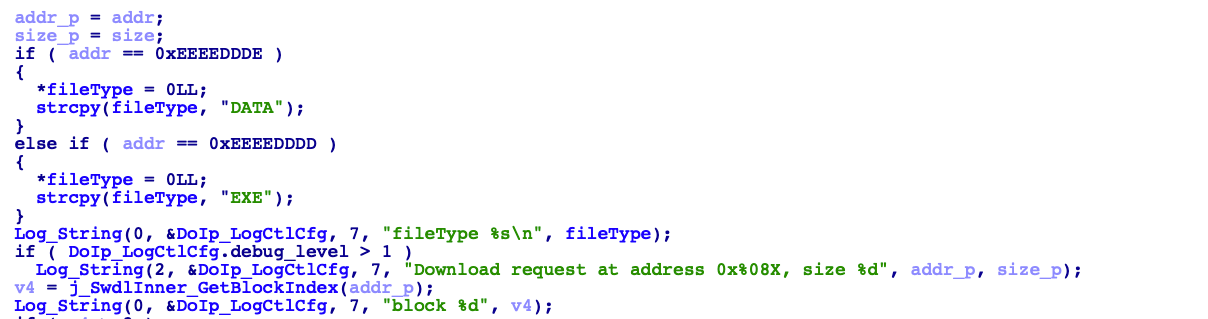 addr_p = addr;
size_p = size;
if ( addr == 0xEEEEDDDE )
{
*fileType = 0LL;
strcpy(fileType, "DATA");
}
else if ( addr == 0xEEEEDDDD )
{
*fileType = 0LL;
strcpy(fileType, "EXE");
}
Log_String(0, &DoIp_LogCtlCfg, 7, "fileType %s\n", fileType);
if ( DoIp_LogCtlCfg.debug_level > 1 )
Log_String(2, &DoIp_LogCtlCfg, 7, "Download request at address 0x%08X, size %d", addr_p, size_p);
v4 = j_SwdlInner_GetBlockIndex(addr_p);
Log_String(0, &DoIp_LogCtlCfg, 7, "block %d", v4);